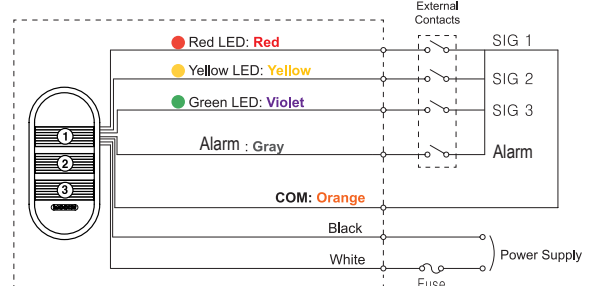 External
Contacts
Red LED: Red
SIG 1
Yellow LED: Yellow
SIG 2
Green LED: Violet
SIG 3
1
Alarm : Gray
Alarm
2
3
COM: Orange
Black
White
Power Supply
Fuse